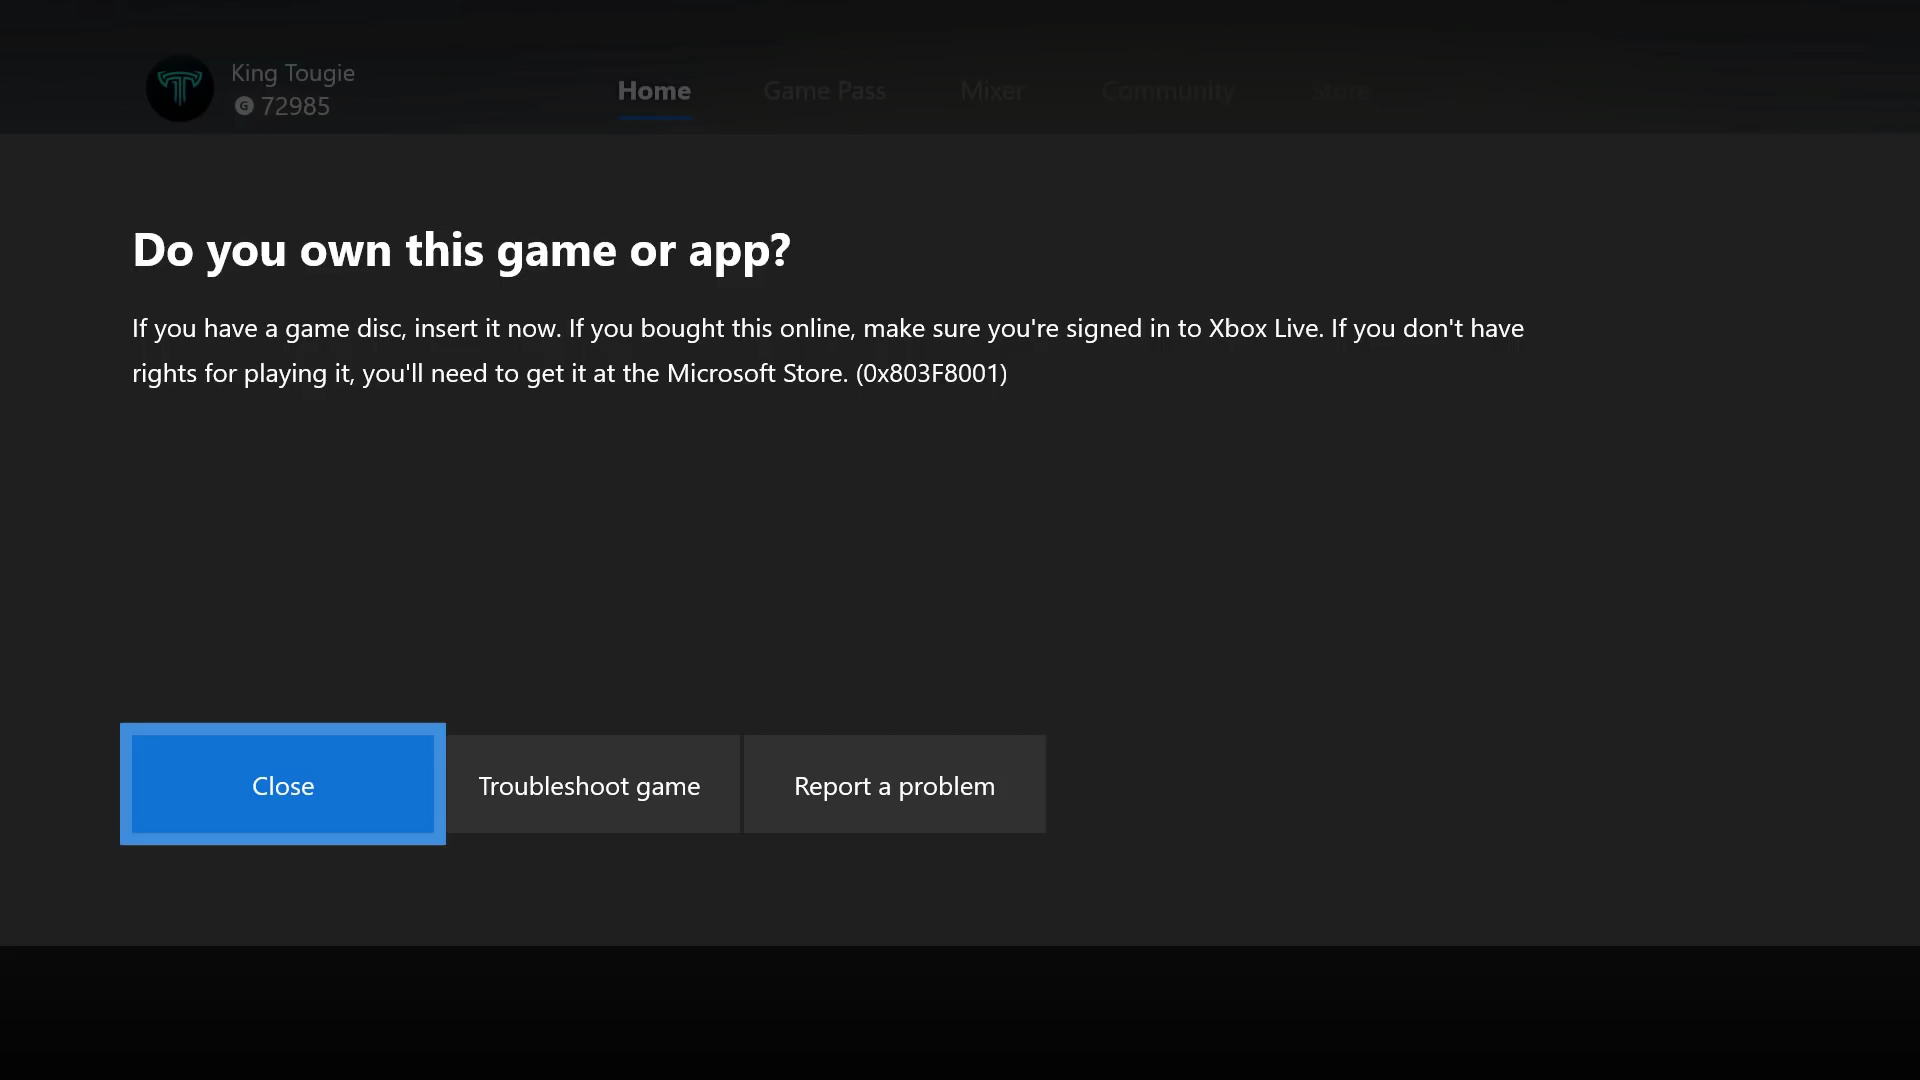 King Tougie
G 72985
Home
Game Pass
Mixer
Community
Store
Do you own this game or app?
If you have a game disc, insert it now. If you bought this online, make sure you're signed in to Xbox Live. If you don't have
rights for playing it, you'll need to get it at the Microsoft Store. (0x803F8001)
Close
Troubleshoot game
Report a problem